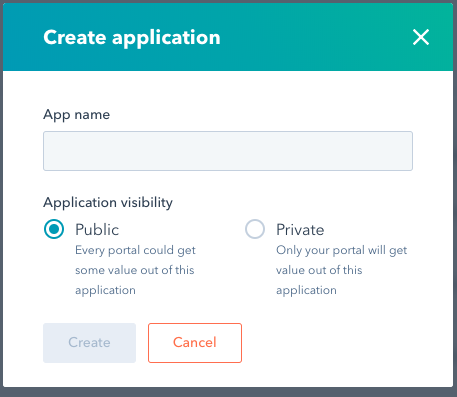 Create application
App name
Application visibility
Public
Every portal could get
some value out of this
application
Private
Only your portal will get
value out of this
application
Create
Cancel